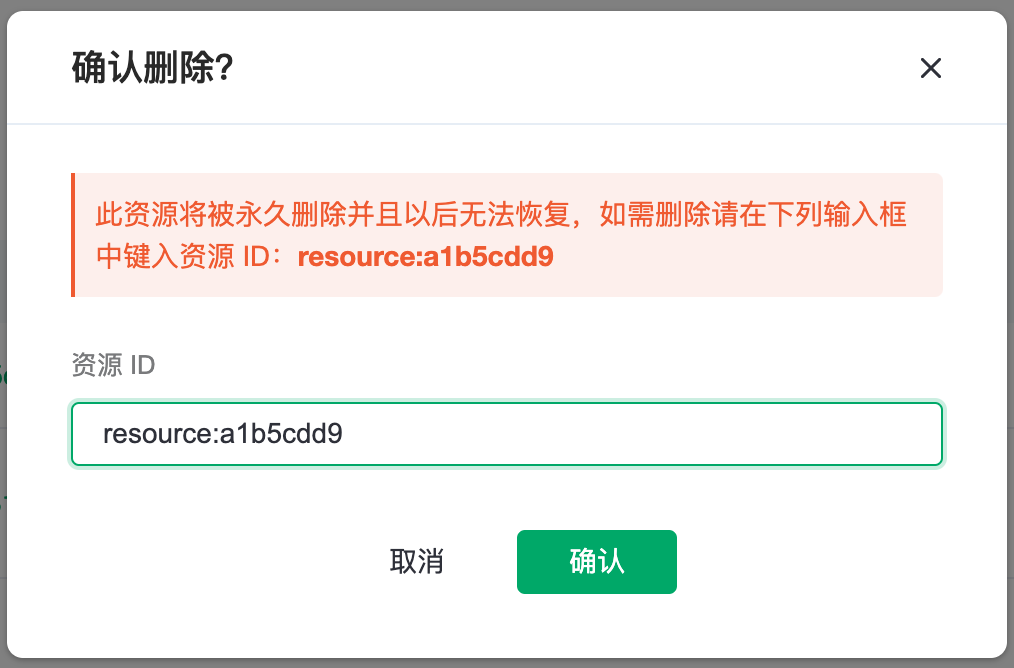 确认删除?
此资源将被永久删除并且以后无法恢复，如需删除请在下列输入框
中键入资源 ID：resource:a1b5cdd9
资源 ID
resource:a1b5cdd9
取消
确认